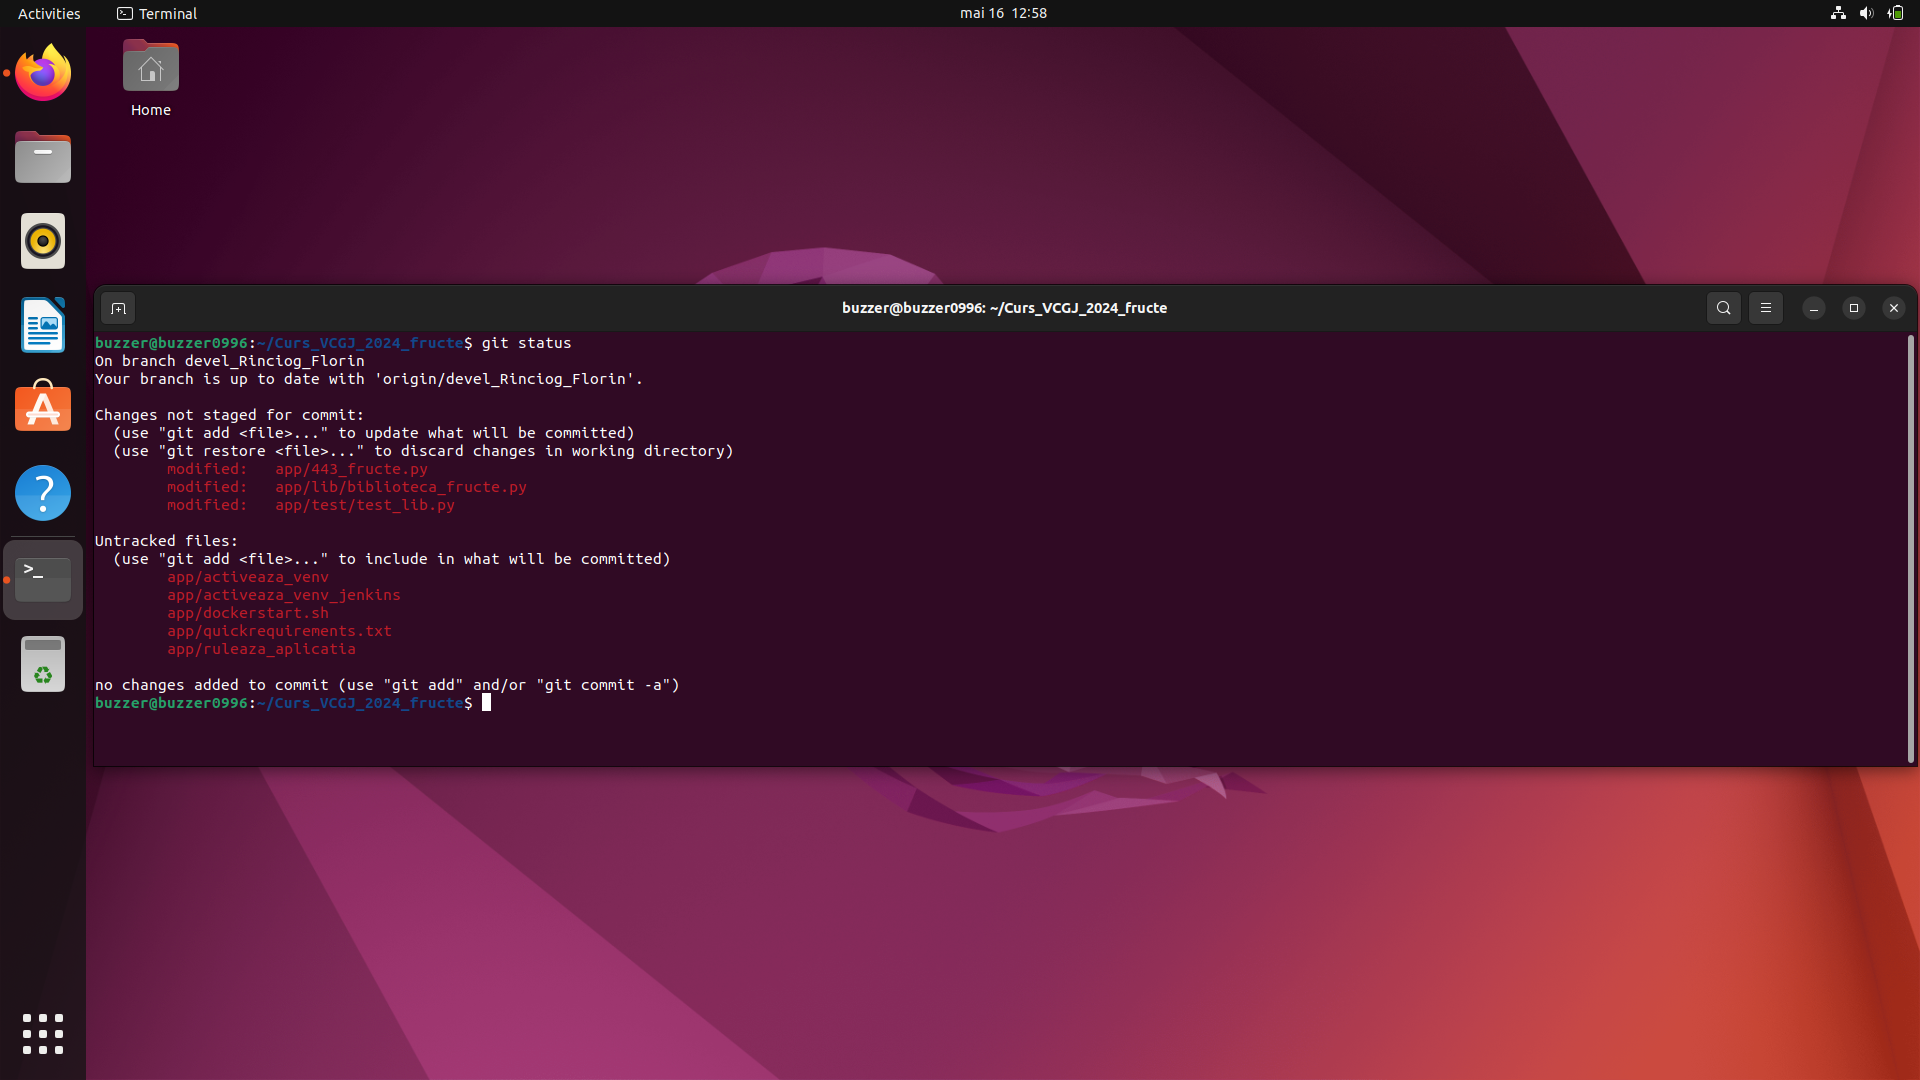 Activities
Terminal
mai 16 12:58
Home
buzzer@buzzer0996: ~/Curs_VCGJ_2024_fructe
buzzer@buzzer0996:~/Curs_VCGJ_2024_fructe$ git status
On branch devel_Rinciog_Florin
Your branch is up to date with 'origin/devel_Rinciog_Florin'.
Changes not staged for commit:
(use "git add <file>..." to update what will be committed)
(use "git restore <file>..." to discard changes in working directory)
modified: app/443_fructe.py
modified: app/lib/biblioteca_fructe.py
modified: app/test/test_lib.py
Untracked files:
(use "git add <file>..." to include in what will be committed)
app/activeaza_venv
app/activeaza_venv_jenkins
app/dockerstart.sh
app/quickrequirements.txt
app/ruleaza_aplicatia
no changes added to commit (use "git add" and/or "git commit -a")
buzzer@buzzer0996:~/Curs_VCGJ_2024_fructe$